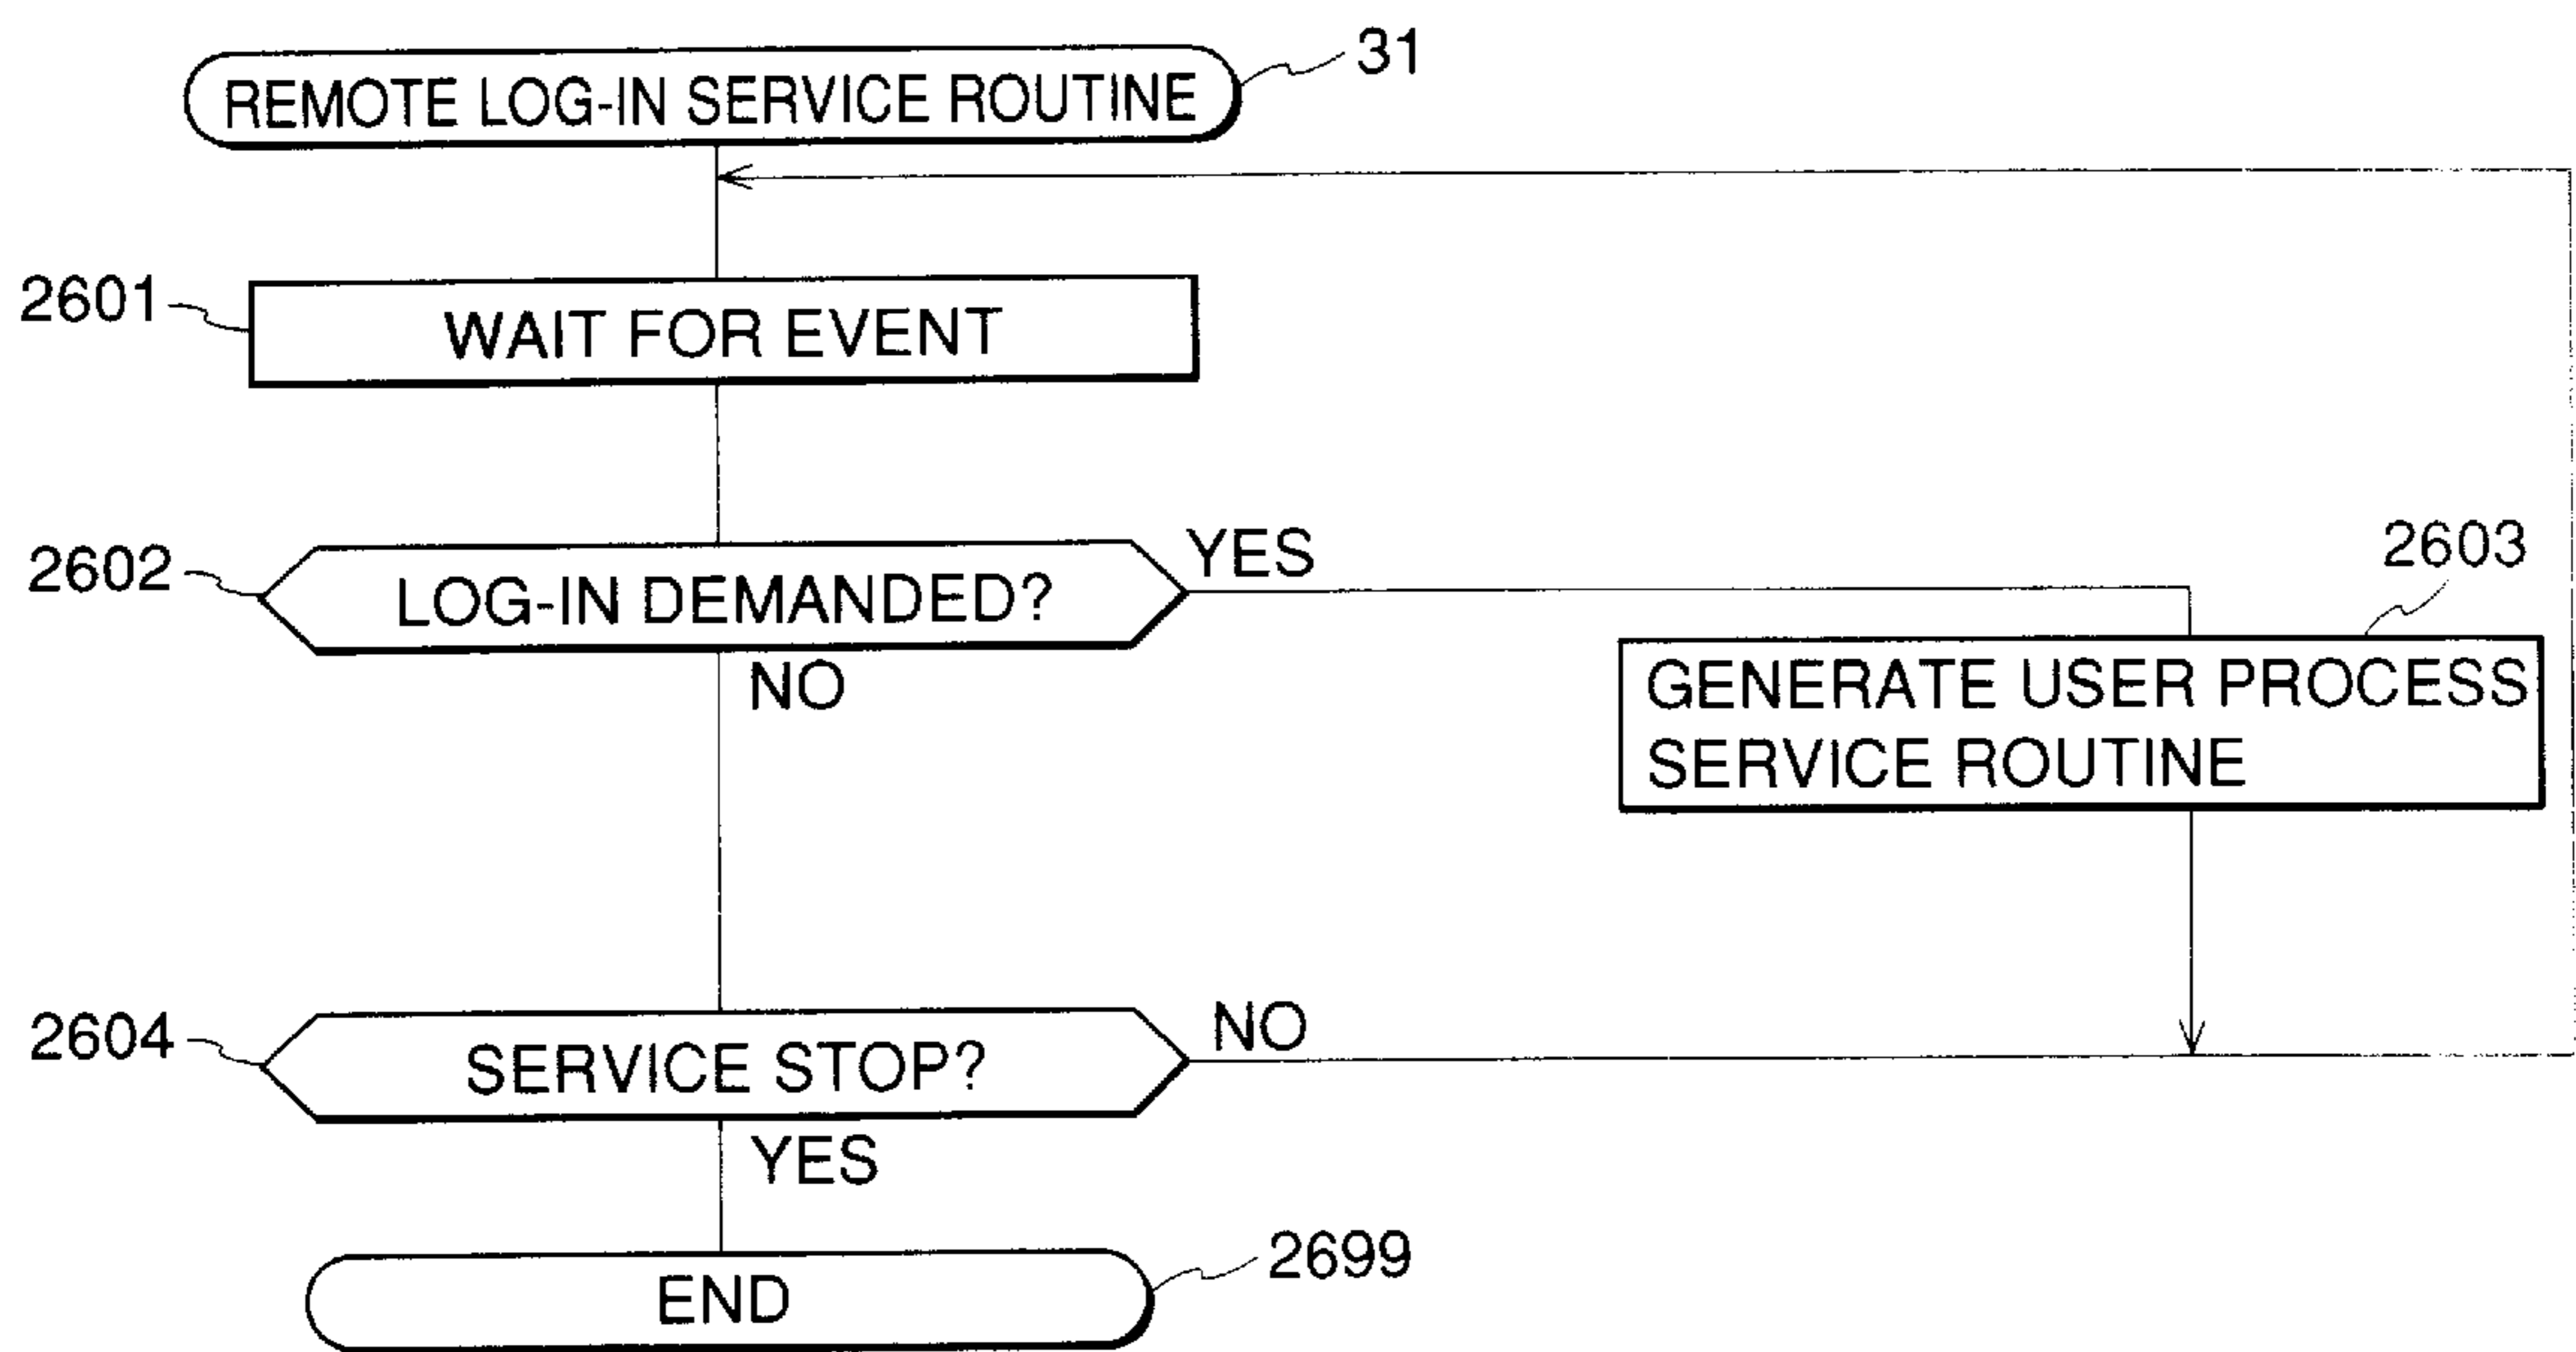 REMOTE LOG-IN SERVICE ROUTINE
31
2601
WAIT FOR EVENT
2602
LOG-IN DEMANDED?
YES
NO
2603
GENERATE USER PROCESS
SERVICE ROUTINE
2604
SERVICE STOP?
NO
YES
END
2699